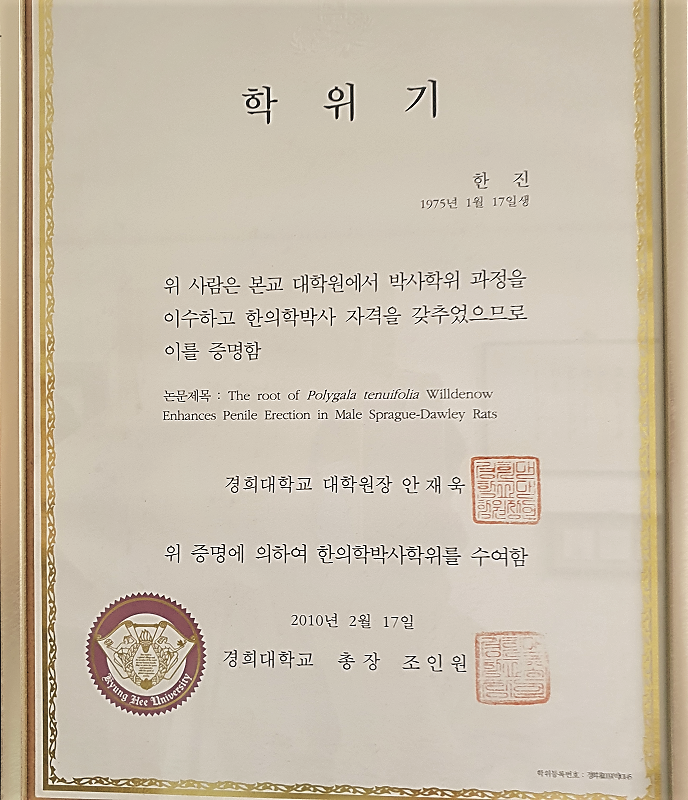 학 위 기
한 진
1975년 1월 17일생
위 사람은 본교 대학원에서 박사학위 과정을
이수하고 한의학박사 자격을 갖추었으므로
이를 증명함
논문제목 : The root of Polygala tenuifolia Willdenow
Enhances Penile Erection in Male Sprague-Dawley Rats
경희대학교 대학원장 안재욱
위 증명에 의하여 한의학박사학위를 수여함
2010년 2월 17일
경희대학교 총장 조인원
Kyung Hee University
학위등록번호 :